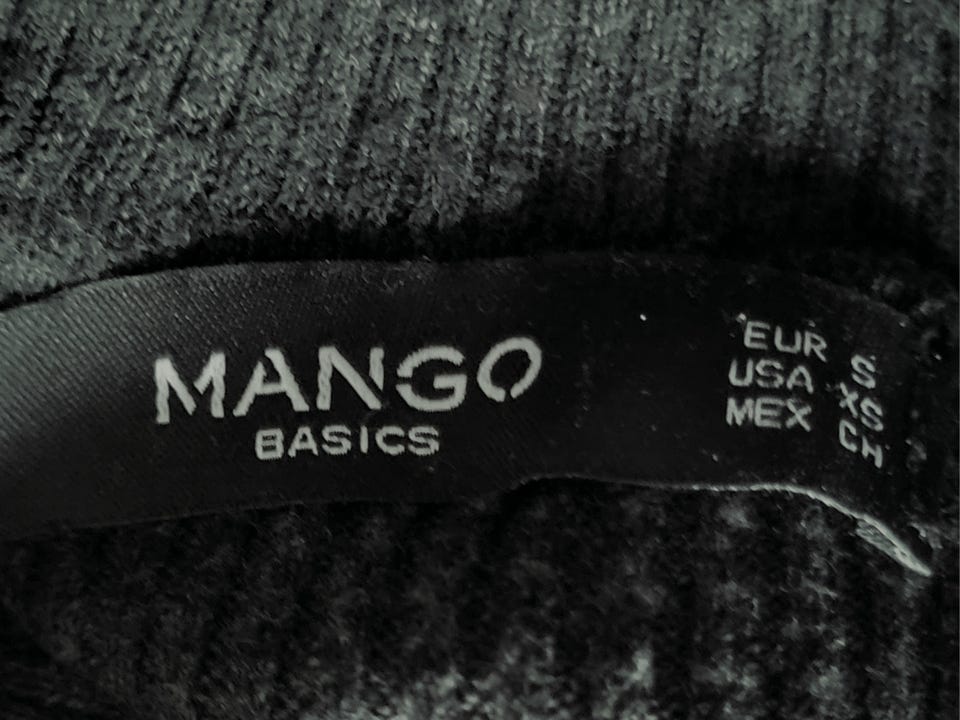 MANGO
BASICS
EUR S
USA XS
MEX CH